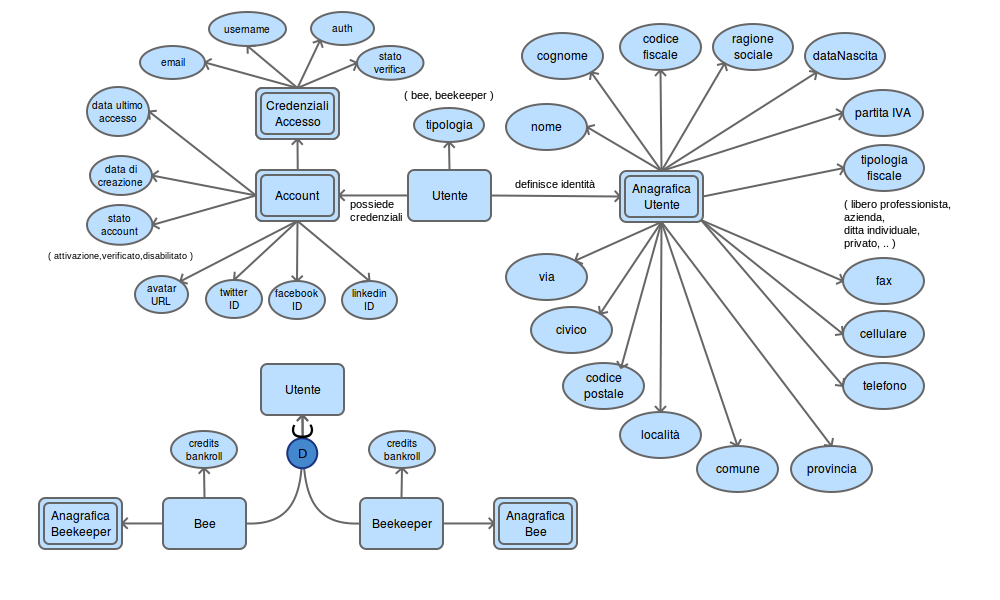 username
auth
email
stato
verifica
Credenziali
Accesso
data ultimo
accesso
data di
creazione
stato
account
( attivazione,verificato,disabilitato )
Account
avatar
URL
twitter
ID
facebook
ID
linkedin
ID
( bee, beekeeper )
tipologia
Utente
possiede
credenziali
definisce identità
Anagrafica
Utente
cognome
codice
fiscale
ragione
sociale
dataNascita
nome
partita IVA
tipologia
fiscale
( libero professionista,
azienda,
ditta individuale,
privato, .. )
via
civico
codice
postale
località
comune
provincia
fax
cellulare
telefono
Utente
D
credits
bankroll
credits
bankroll
Anagrafica
Beekeeper
Bee
Beekeeper
Anagrafica
Bee